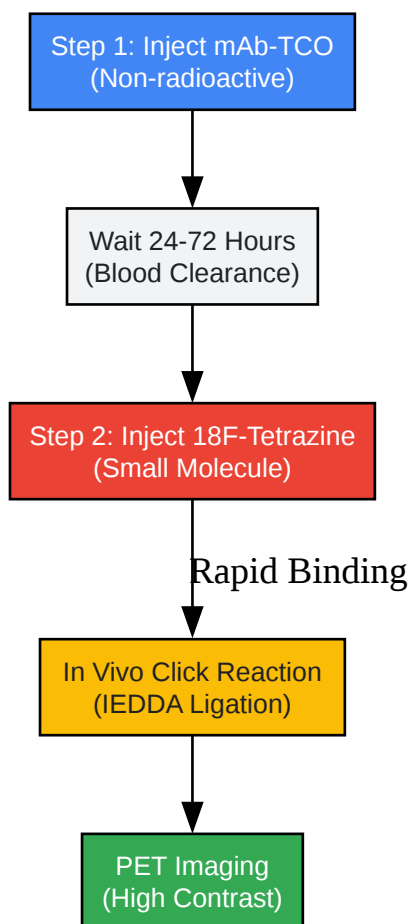 Step 1: Inject mAb-TCO
(Non-radioactive)
Wait 24-72 Hours
(Blood Clearance)
Step 2: Inject 18F-Tetrazine
(Small Molecule)
Rapid Binding
In Vivo Click Reaction
(IEDDA Ligation)
PET Imaging
(High Contrast)